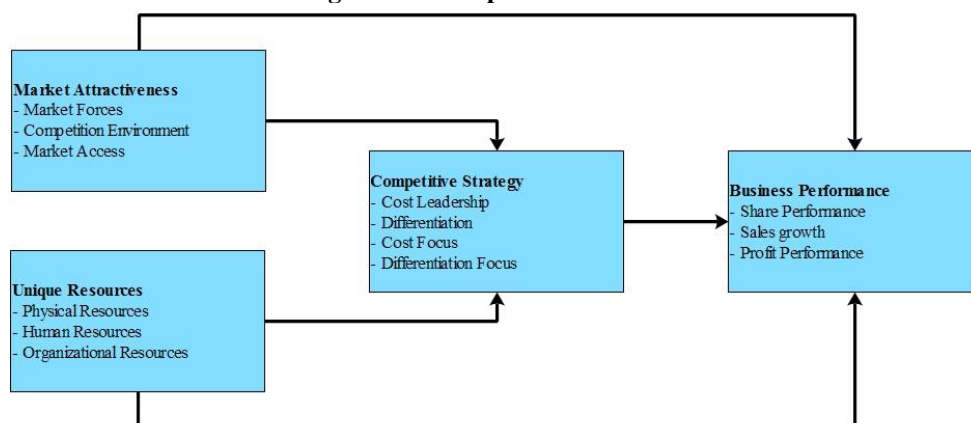 Market Attractiveness
- Market Forces
- Competition Environment
- Market Access
Competitive Strategy
- Cost Leadership
- Differentiation
- Cost Focus
- Differentiation Focus
Business Performance
- Share Performance
- Sales growth
- Profit Performance
Unique Resources
- Physical Resources
- Human Resources
- Organizational Resources